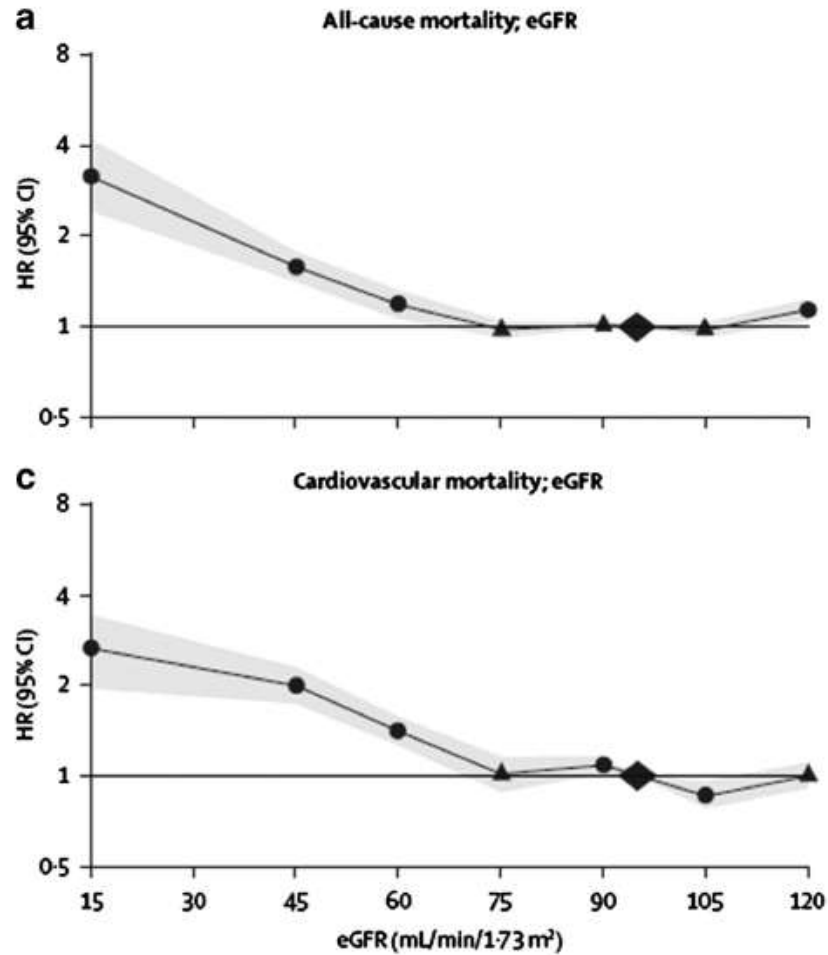 a
All-cause mortality; eGFR
8
4
2
1
0·5
HR (95% CI)
c
Cardiovascular mortality; eGFR
8
4
2
1
0·5
HR (95% CI)
15 30 45 60 75 90 105 120
eGFR (mL/min/1·73 m²)